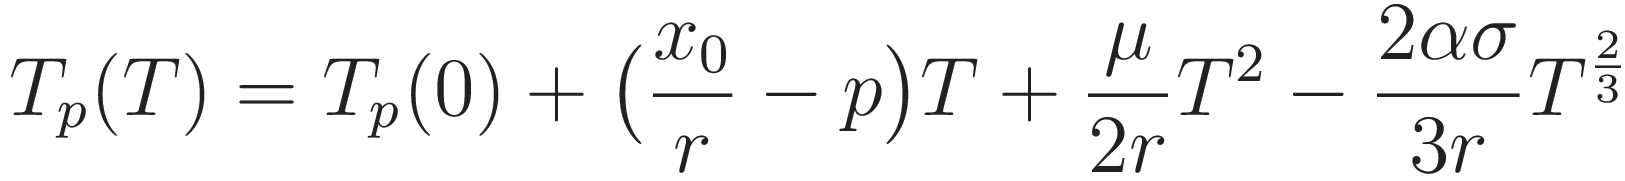 $T_p(T) = T_p(0) + (\frac{x_0}{r} - p)T + \frac{\mu}{2r}T^2 - \frac{2\alpha\sigma}{3r}T^{\frac{2}{3}}$